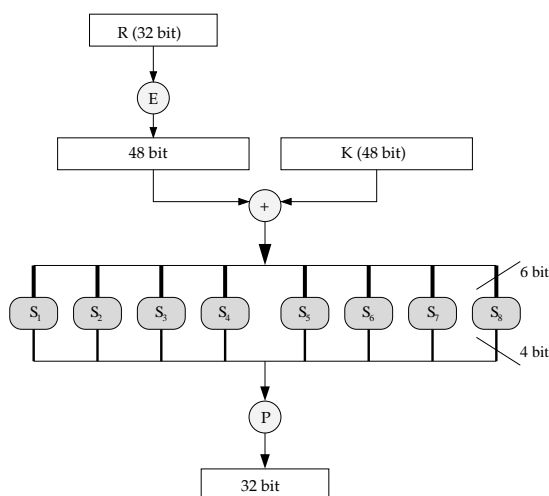 R (32 bit)
E
48 bit
K (48 bit)
+
6 bit
S₁ S₂ S₃ S₄ S₅ S₆ S₇ S₈
4 bit
P
32 bit